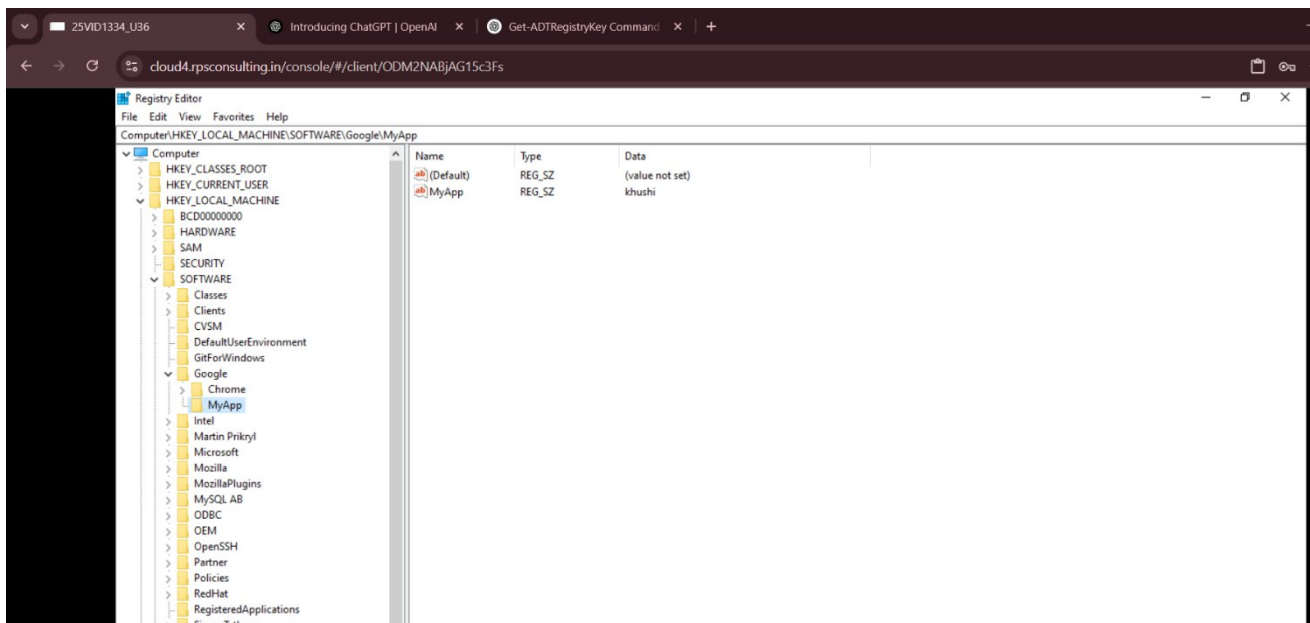 25VID1334_U36
Introducing ChatGPT | OpenAI
Get-ADTRegistryKey Command
cloud4.rpsconsulting.in/console/#/client/ODM2NABjAG15c3Fs
Registry Editor
File Edit View Favorites Help
Computer\HKEY_LOCAL_MACHINE\SOFTWARE\Google\MyApp
Computer
HKEY_CLASSES_ROOT
HKEY_CURRENT_USER
HKEY_LOCAL_MACHINE
BCD00000000
HARDWARE
SAM
SECURITY
SOFTWARE
Classes
Clients
CVSM
DefaultUserEnvironment
GitForWindows
Google
Chrome
MyApp
Intel
Martin Prikryl
Microsoft
Mozilla
MozillaPlugins
MySQL AB
ODBC
OEM
OpenSSH
Partner
Policies
RedHat
RegisteredApplications
Name Type Data
(Default) REG_SZ (value not set)
MyApp REG_SZ khushi